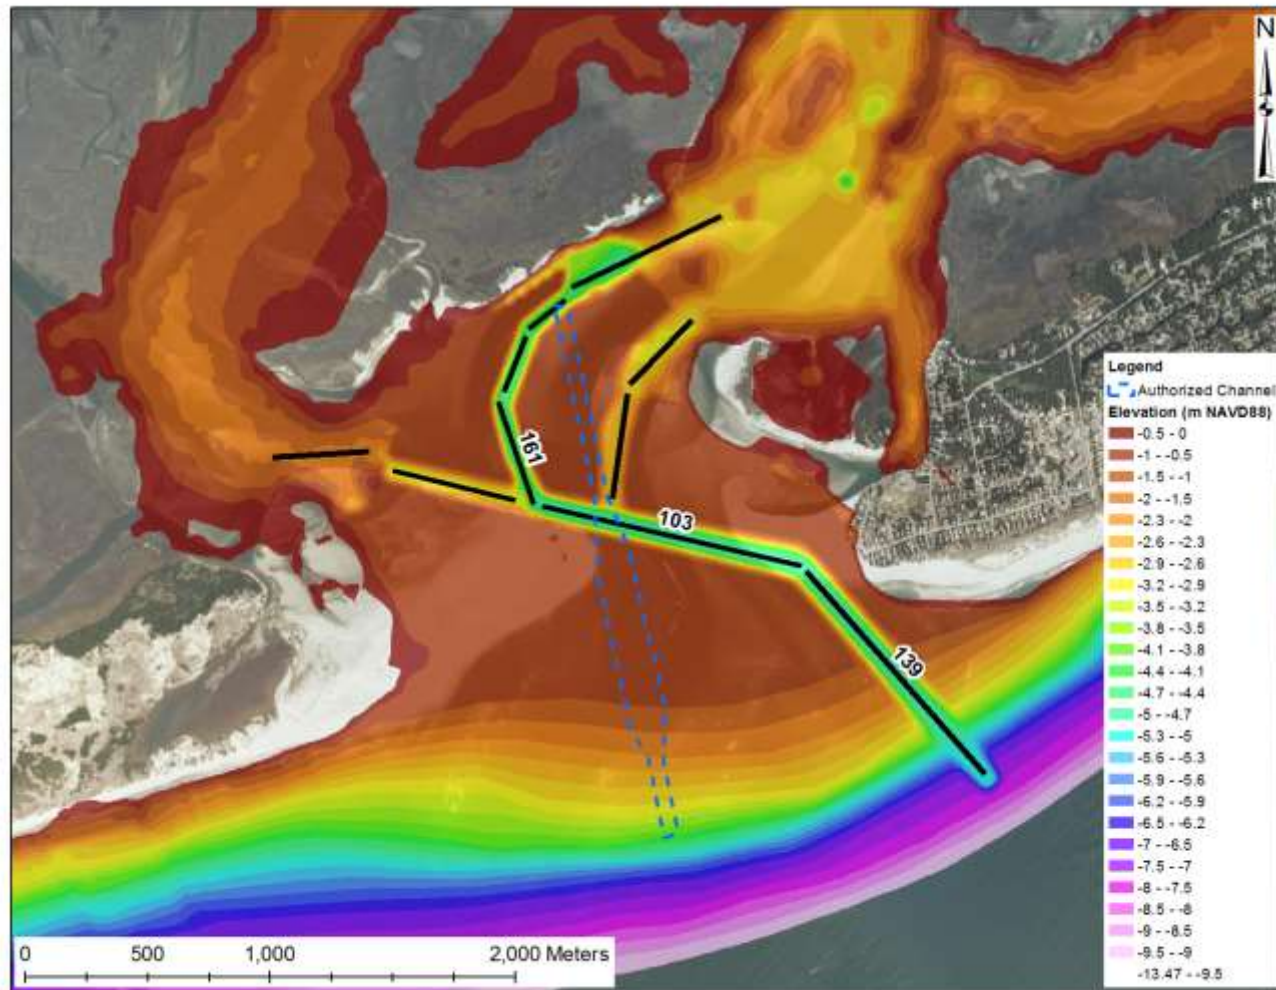 N
161
103
139
Legend
Authorized Channel
Elevation (m NAVD88)
-0.5 - 0
-1 - -0.5
-1.5 - -1
-2 - -1.5
-2.3 - -2
-2.6 - -2.3
-2.9 - -2.6
-3.2 - -2.9
-3.5 - -3.2
-3.8 - -3.5
-4.1 - -3.8
-4.4 - -4.1
-4.7 - -4.4
-5 - -4.7
-5.3 - -5
-5.6 - -5.3
-5.9 - -5.6
-6.2 - -5.9
-6.5 - -6.2
-7 - -6.5
-7.5 - -7
-8 - -7.5
-8.5 - -8
-9 - -8.5
-9.5 - -9
-13.47 - -9.5
0 500 1,000 2,000 Meters